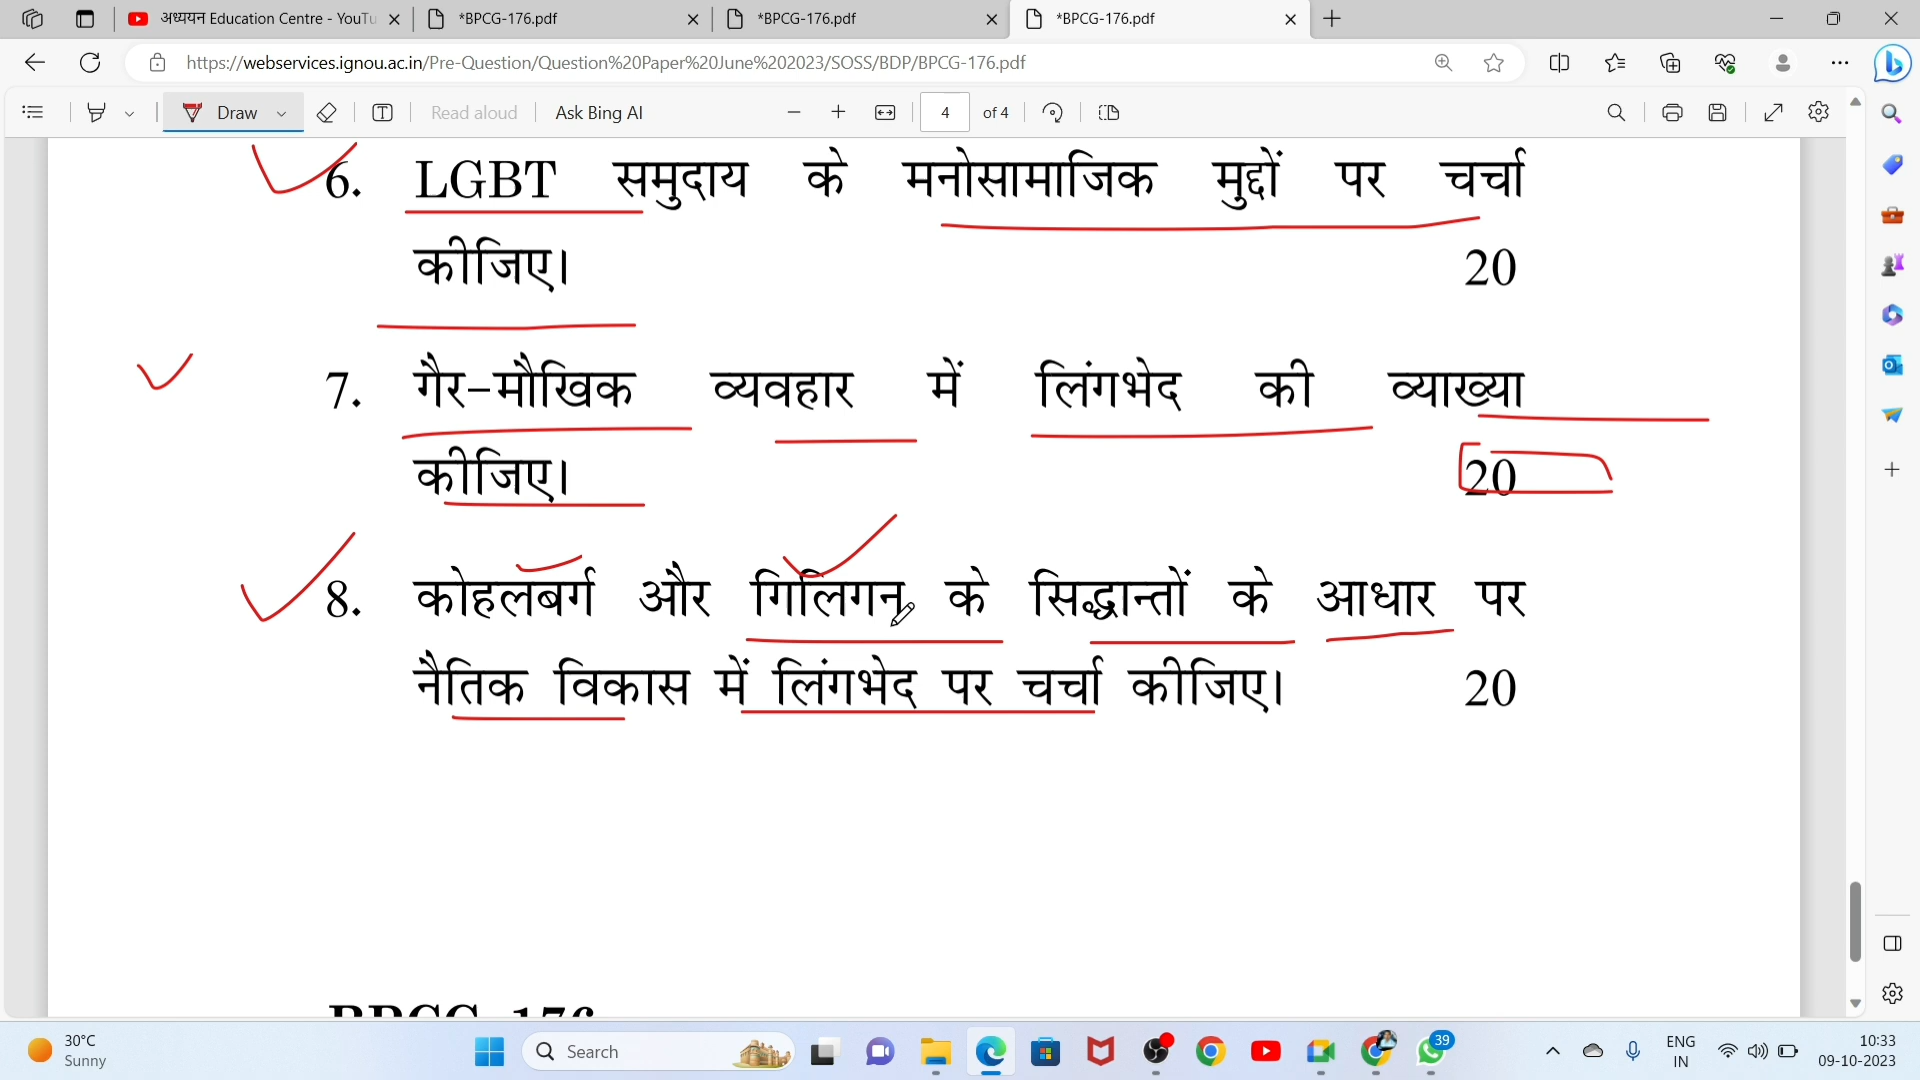 अध्ययन Education Centre - YouTu
*BPCG-176.pdf
*BPCG-176.pdf
*BPCG-176.pdf
https://webservices.ignou.ac.in/Pre-Question/Question%20Paper%20June%202023/SOSS/BDP/BPCG-176.pdf
Draw
Read aloud
Ask Bing AI
4 of 4
6. LGBT समुदाय के मनोसामाजिक मुद्दों पर चर्चा
कीजिए। 20
7. गैर-मौखिक व्यवहार में लिंगभेद की व्याख्या
कीजिए। 20
8. कोहलबर्ग और गिलिगन के सिद्धान्तों के आधार पर
नैतिक विकास में लिंगभेद पर चर्चा कीजिए। 20
BPCG-176
30°C
Sunny
Search
39
ENG
IN
10:33
09-10-2023